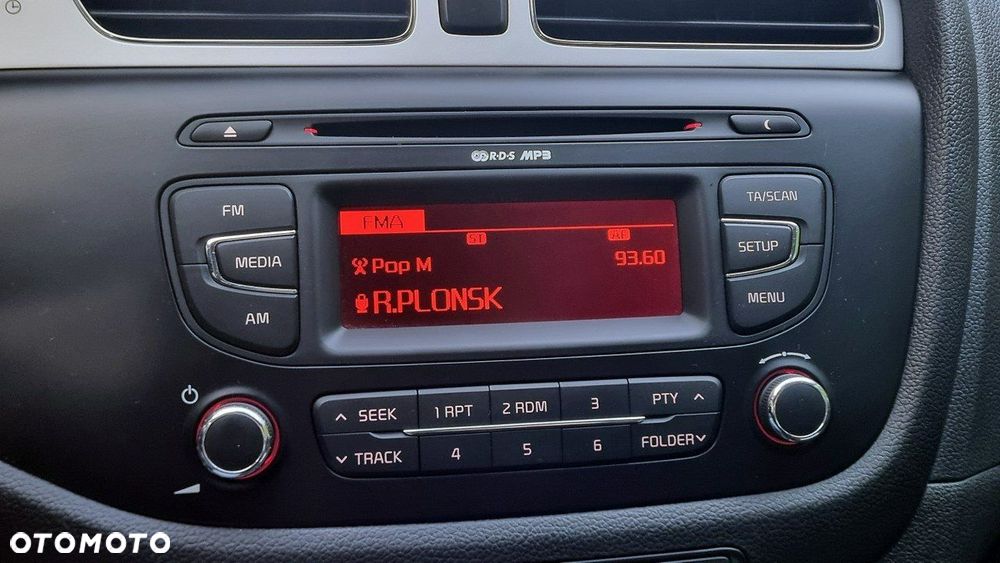 R·D·S MP3
FM
MEDIA
AM
FMA
ST AF
Pop M 93.60
R.PLONSK
TA/SCAN
SETUP
MENU
SEEK 1 RPT 2 RDM 3 PTY
TRACK 4 5 6 FOLDER
OTOMOTO